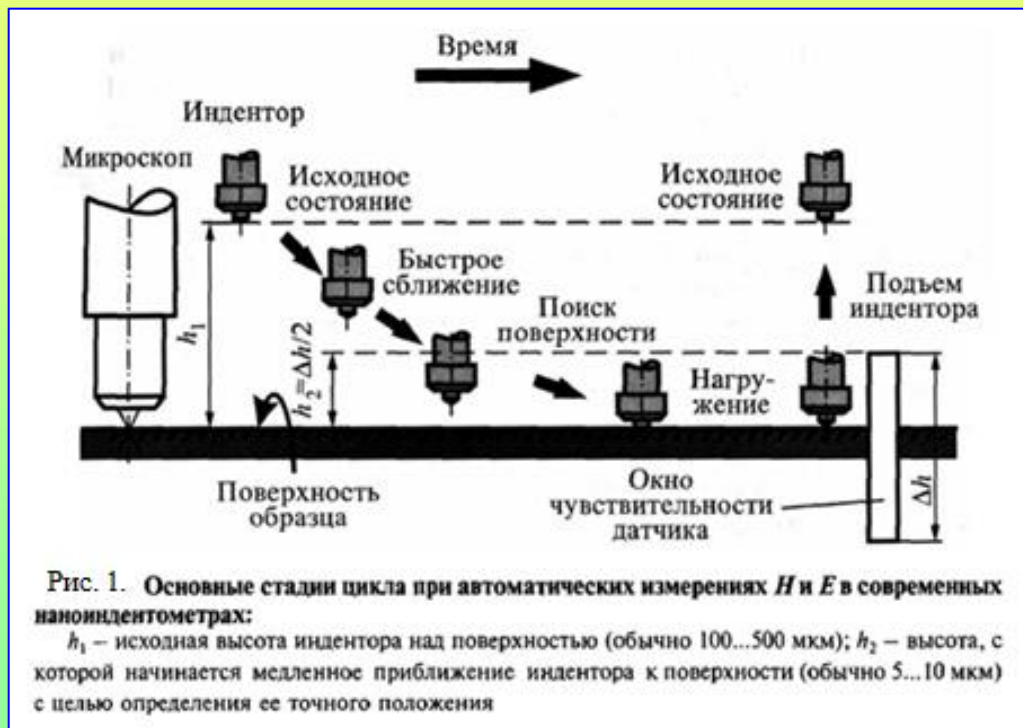 Время
Индентор
Микроскоп
Исходное
состояние
Исходное
состояние
Быстрое
сближение
Подъем
индентора
Поиск
поверхности
h₁
h₂=Δh/2
Нагру-
жение
Поверхность
образца
Окно
чувствительности
датчика
Δh
Рис. 1. Основные стадии цикла при автоматических измерениях H и E в современных
наноиндентометрах:
h₁ – исходная высота индентора над поверхностью (обычно 100...500 мкм); h₂ – высота, с
которой начинается медленное приближение индентора к поверхности (обычно 5...10 мкм)
с целью определения ее точного положения